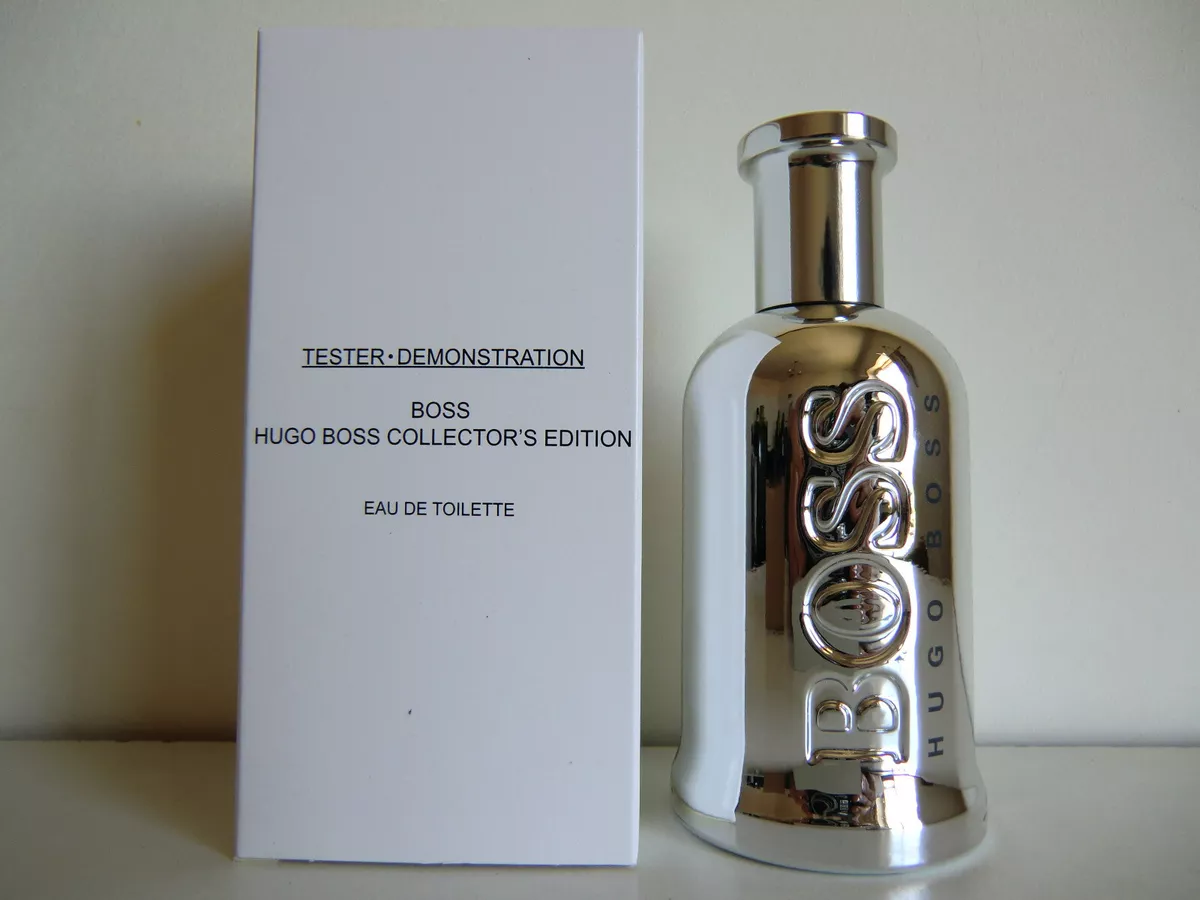 TESTER•DEMONSTRATION
BOSS
HUGO BOSS COLLECTOR'S EDITION
EAU DE TOILETTE
BOSS
HUGO BOSS